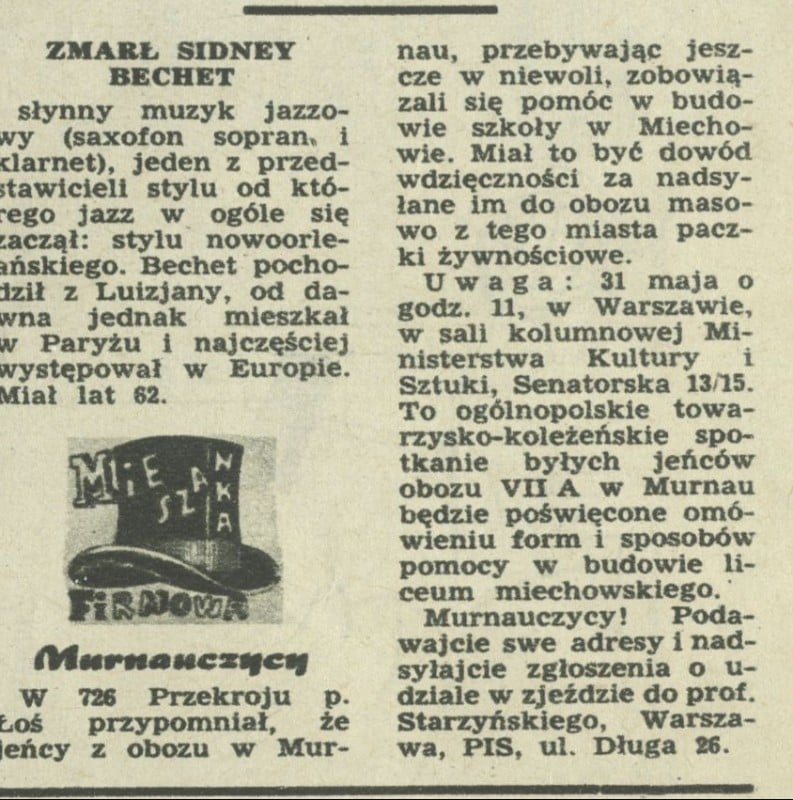 ZMARŁ SIDNEY
BECHET
słynny muzyk jazzo-
wy (saxofon sopran, i
klarnet), jeden z przed-
stawicieli stylu od któ-
rego jazz w ogóle się
zaczął: stylu nowoorle-
ańskiego. Bechet pocho-
dził z Luizjany, od da-
wna jednak mieszkał
w Paryżu i najczęściej
występował w Europie.
Miał lat 62.
MIESZANKA
FIRMOWA
Murnauczycy
W 726 Przekroju p.
Łoś przypomniał, że
jeńcy z obozu w Mur-
nau, przebywając jesz-
cze w niewoli, zobowią-
zali się pomóc w budo-
wie szkoły w Miecho-
wie. Miał to być dowód
wdzięczności za nadsy-
łane im do obozu maso-
wo z tego miasta pacz-
ki żywnościowe.
Uwaga: 31 maja o
godz. 11, w Warszawie,
w sali kolumnowej Mi-
nisterstwa Kultury i
Sztuki, Senatorska 13/15.
To ogólnopolskie towa-
rzysko-koleżeńskie spo-
tkanie byłych jeńców
obozu VII A w Murnau
będzie poświęcone omó-
wieniu form i sposobów
pomocy w budowie li-
ceum miechowskiego.
Murnauczycy! Poda-
wajcie swe adresy i nad-
syłajcie zgłoszenia o u-
dziale w zjeździe do prof.
Starzyńskiego, Warsza-
wa, PIS, ul. Długa 26.